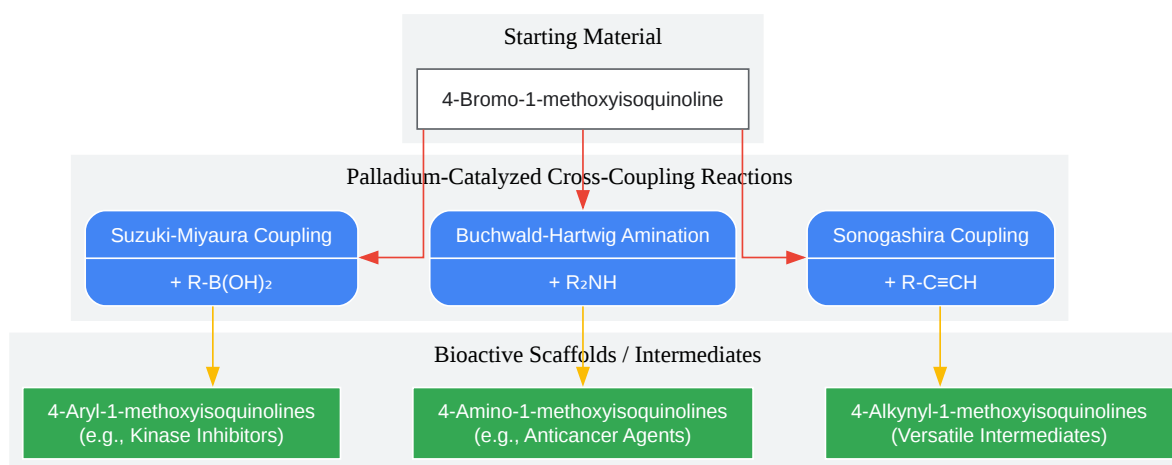 Starting Material
4-Bromo-1-methoxyisoquinoline
Palladium-Catalyzed Cross-Coupling Reactions
Suzuki-Miyaura Coupling
+ R-B(OH)₂
Buchwald-Hartwig Amination
+ R₂NH
Sonogashira Coupling
+ R-C≡CH
Bioactive Scaffolds / Intermediates
4-Aryl-1-methoxyisoquinolines
(e.g., Kinase Inhibitors)
4-Amino-1-methoxyisoquinolines
(e.g., Anticancer Agents)
4-Alkynyl-1-methoxyisoquinolines
(Versatile Intermediates)